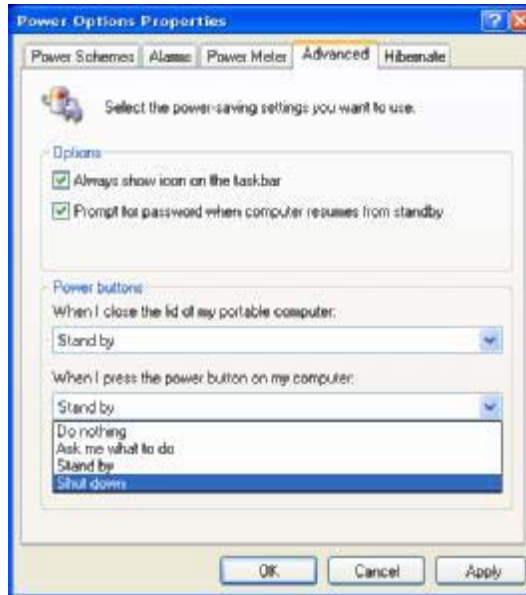 Power Options Properties
Power Schemes Alarms Power Meter Advanced Hibernate
Select the power-saving settings you want to use.
Options
Always show icon on the taskbar
Prompt for password when computer resumes from standby
Power buttons
When I close the lid of my portable computer:
Stand by
When I press the power button on my computer:
Stand by
Do nothing
Ask me what to do
Stand by
Shut down
OK Cancel Apply